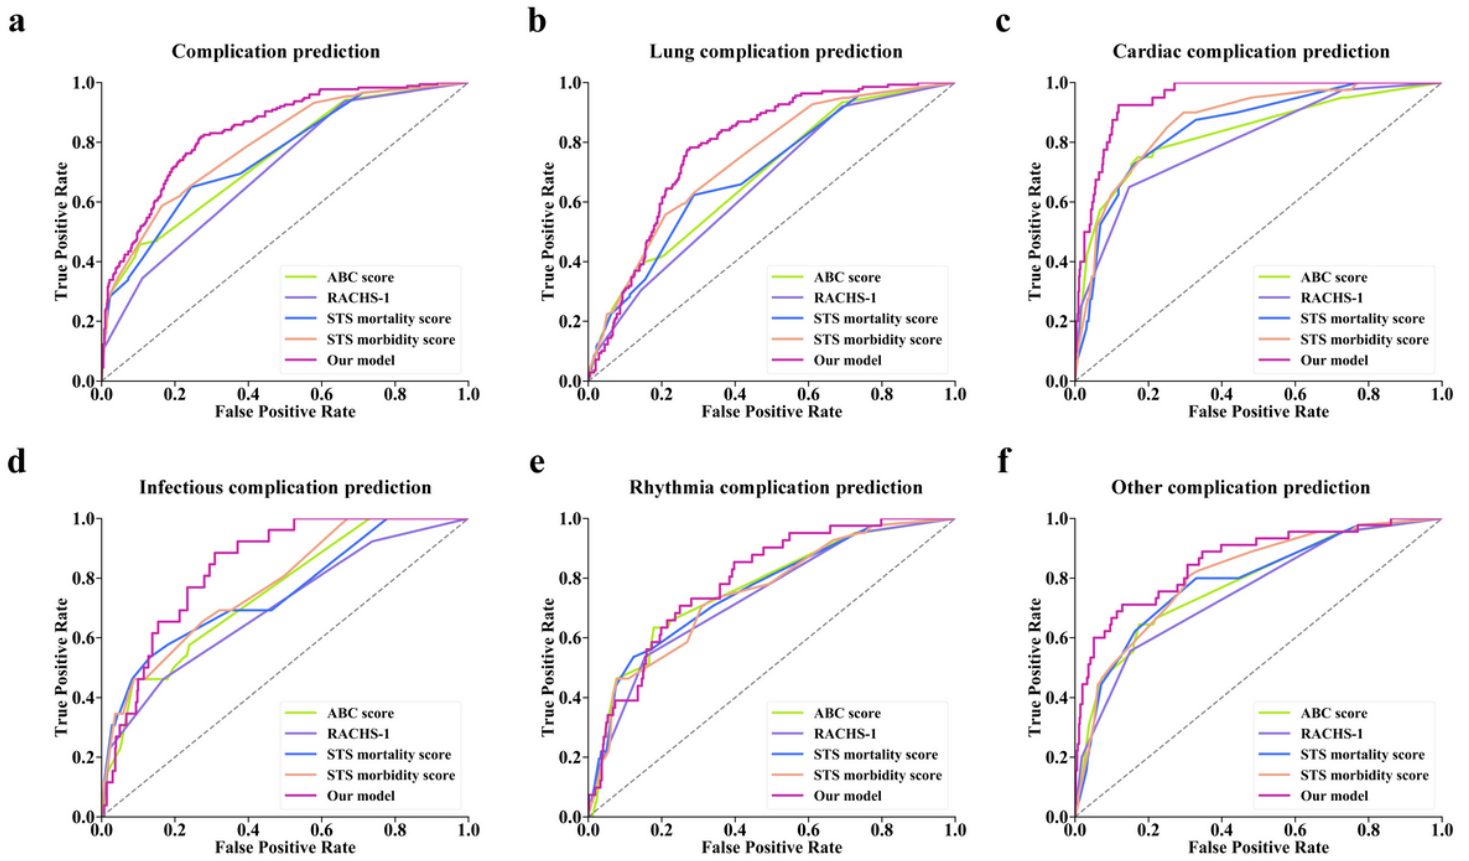 a
Complication prediction
True Positive Rate
1.0
0.8
0.6
0.4
0.2
0.0
ABC score
RACHS-1
STS mortality score
STS morbidity score
Our model
0.0 0.2 0.4 0.6 0.8 1.0
False Positive Rate
b
Lung complication prediction
True Positive Rate
1.0
0.8
0.6
0.4
0.2
0.0
ABC score
RACHS-1
STS mortality score
STS morbidity score
Our model
0.0 0.2 0.4 0.6 0.8 1.0
False Positive Rate
c
Cardiac complication prediction
True Positive Rate
1.0
0.8
0.6
0.4
0.2
0.0
ABC score
RACHS-1
STS mortality score
STS morbidity score
Our model
0.0 0.2 0.4 0.6 0.8 1.0
False Positive Rate
d
Infectious complication prediction
True Positive Rate
1.0
0.8
0.6
0.4
0.2
0.0
ABC score
RACHS-1
STS mortality score
STS morbidity score
Our model
0.0 0.2 0.4 0.6 0.8 1.0
False Positive Rate
e
Rhythmia complication prediction
True Positive Rate
1.0
0.8
0.6
0.4
0.2
0.0
ABC score
RACHS-1
STS mortality score
STS morbidity score
Our model
0.0 0.2 0.4 0.6 0.8 1.0
False Positive Rate
f
Other complication prediction
True Positive Rate
1.0
0.8
0.6
0.4
0.2
0.0
ABC score
RACHS-1
STS mortality score
STS morbidity score
Our model
0.0 0.2 0.4 0.6 0.8 1.0
False Positive Rate